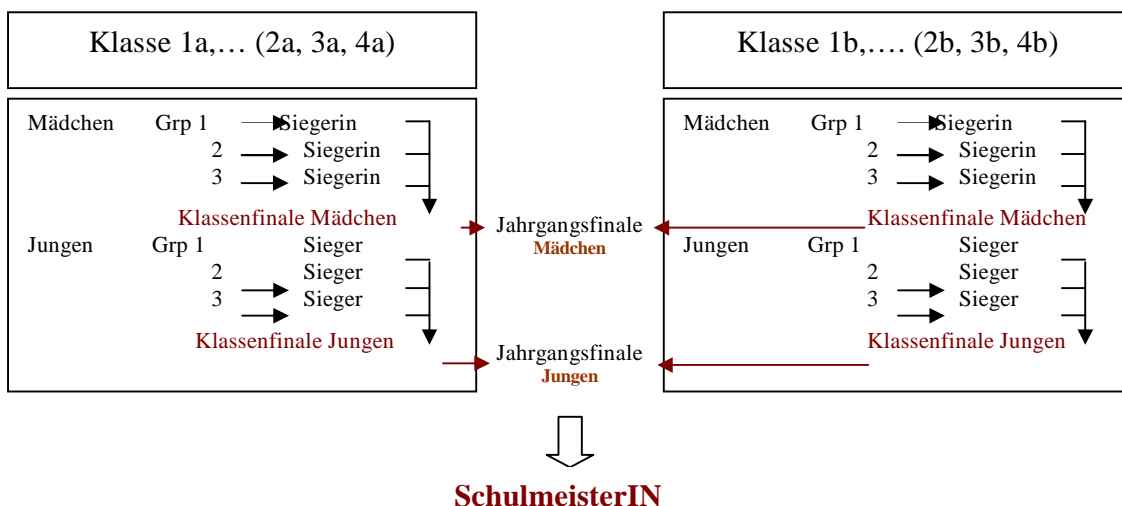 Klasse 1a,… (2a, 3a, 4a)
Mädchen Grp 1 Siegerin
2 Siegerin
3 Siegerin
Klassenfinale Mädchen
Jungen Grp 1 Sieger
2 Sieger
3 Sieger
Klassenfinale Jungen
Jahrgangsfinale
Mädchen
Jahrgangsfinale
Jungen
Klasse 1b,…. (2b, 3b, 4b)
Mädchen Grp 1 Siegerin
2 Siegerin
3 Siegerin
Klassenfinale Mädchen
Jungen Grp 1 Sieger
2 Sieger
3 Sieger
Klassenfinale Jungen
SchulmeisterIN